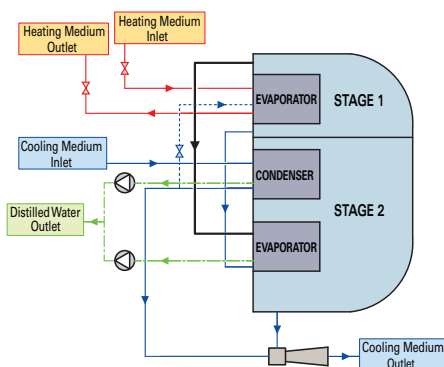 Heating Medium
Inlet
Heating Medium
Outlet
EVAPORATOR
STAGE 1
Cooling Medium
Inlet
CONDENSER
STAGE 2
Distilled Water
Outlet
EVAPORATOR
Cooling Medium
Outlet